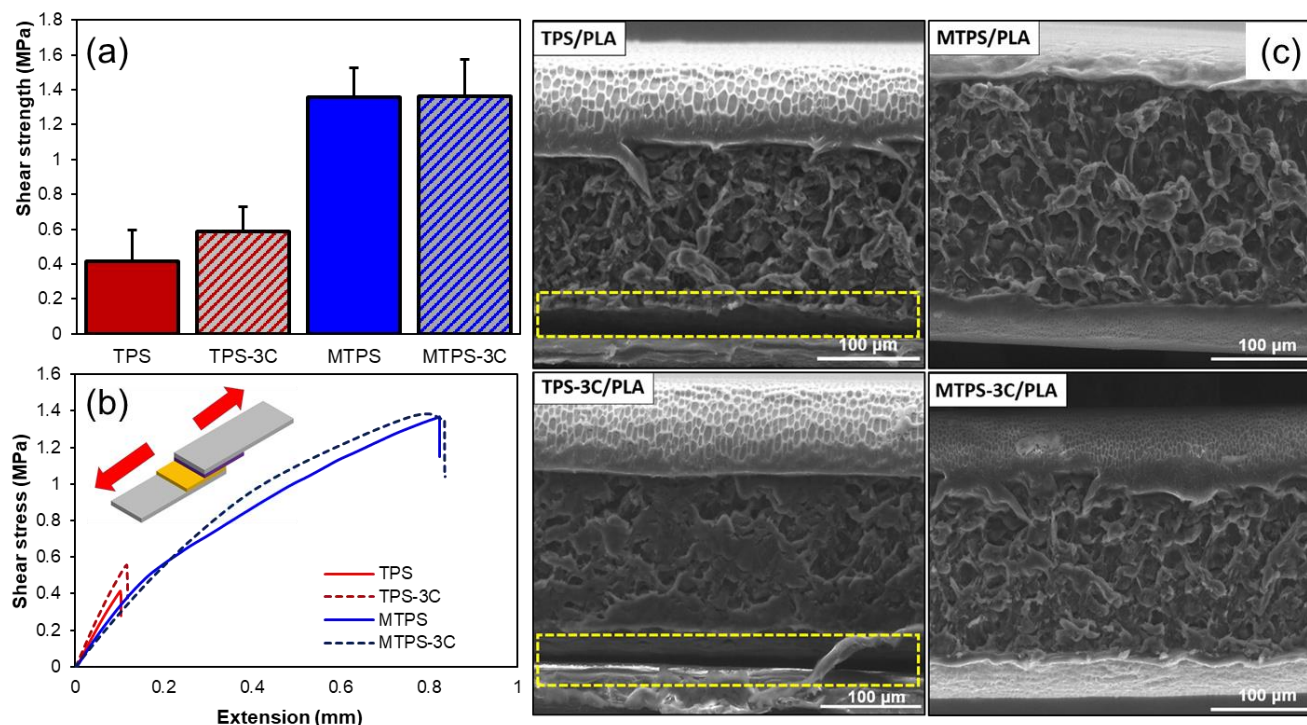 (a)
Shear strength (MPa)
1.8
1.6
1.4
1.2
1
0.8
0.6
0.4
0.2
0
TPS
TPS-3C
MTPS
MTPS-3C
(b)
Shear stress (MPa)
1.6
1.4
1.2
1
0.8
0.6
0.4
0.2
0
TPS
TPS-3C
MTPS
MTPS-3C
0
0.2
0.4
0.6
0.8
1
Extension (mm)
TPS/PLA
100 µm
MTPS/PLA
(c)
100 µm
TPS-3C/PLA
100 µm
MTPS-3C/PLA
100 µm